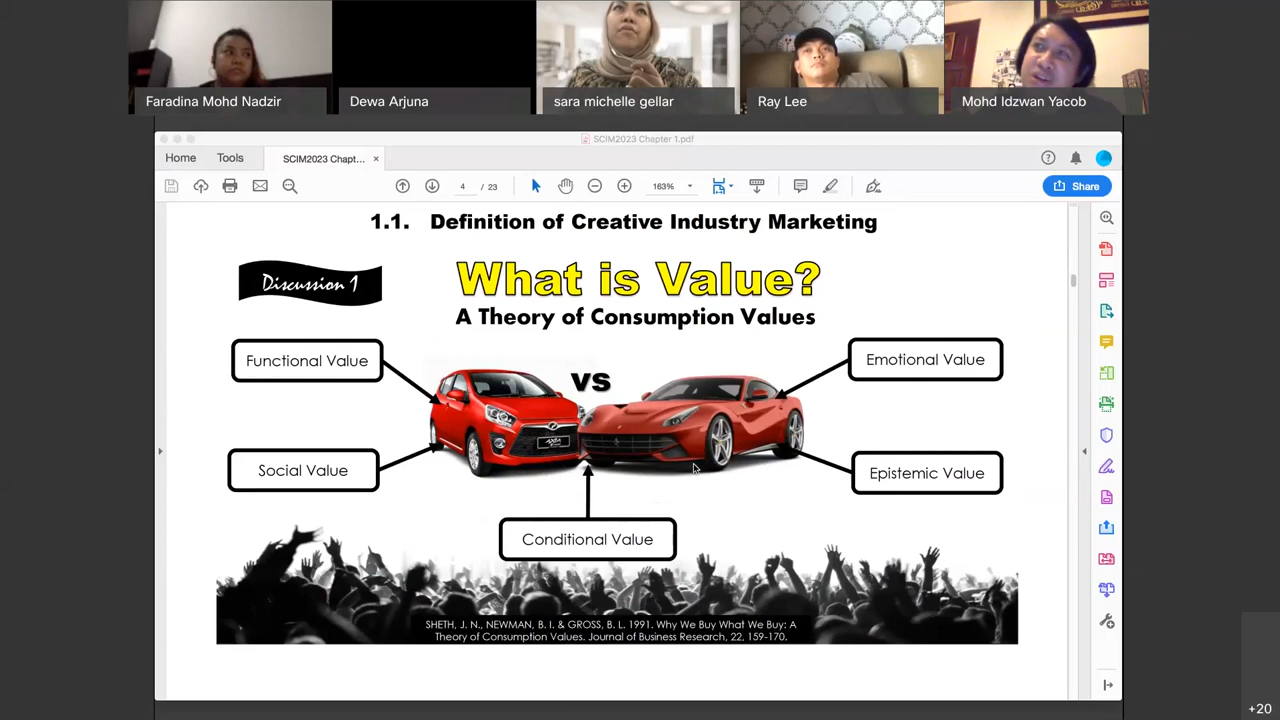 Faradina Mohd Nadzir
Dewa Arjuna
sara michelle gellar
Ray Lee
Mohd Idzwan Yacob
SCIM2023 Chapter 1.pdf
Home
Tools
SCIM2023 Chapt...
4 / 23
163%
Share
1.1. Definition of Creative Industry Marketing
Discussion 1
What is Value?
A Theory of Consumption Values
Functional Value
VS
Emotional Value
AXIA
Social Value
Epistemic Value
Conditional Value
SHETH, J. N., NEWMAN, B. I. & GROSS, B. L. 1991. Why We Buy What We Buy: A
Theory of Consumption Values. Journal of Business Research, 22, 159-170.
+20